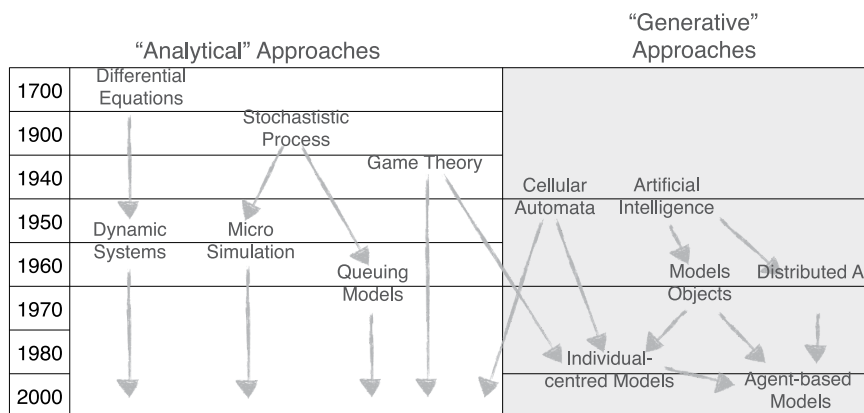 “Generative”
Approaches
“Analytical” Approaches
1700
Differential
Equations
1900
Stochastistic
Process
1940
Game Theory
Cellular
Automata
Artificial
Intelligence
1950
Dynamic
Systems
Micro
Simulation
1960
Queuing
Models
Models
Objects
Distributed A
1970
1980
Individual-
centred Models
2000
Agent-based
Models